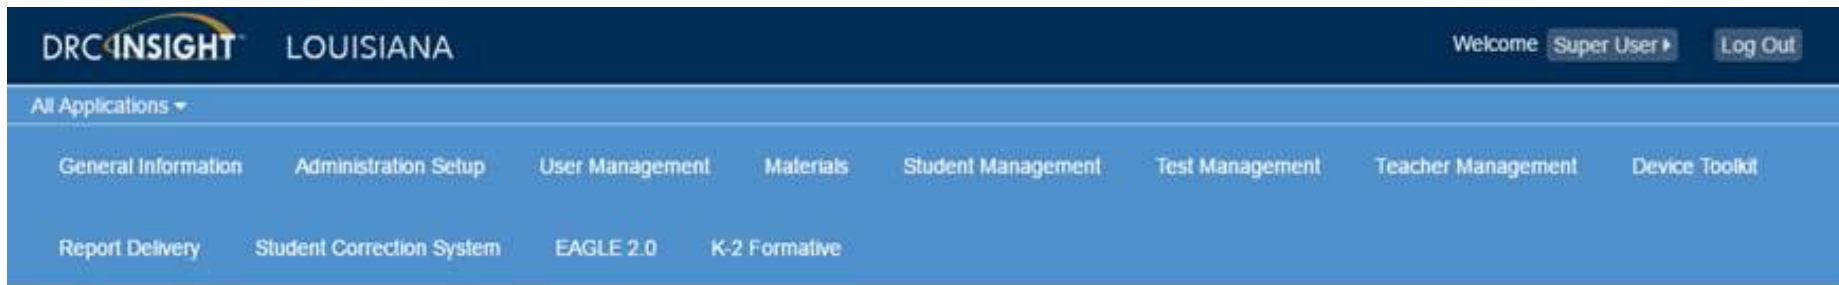 DRC INSIGHT™ LOUISIANA Welcome Super User Log Out
All Applications
General Information Administration Setup User Management Materials Student Management Test Management Teacher Management Device Toolkit
Report Delivery Student Correction System EAGLE 2.0 K-2 Formative